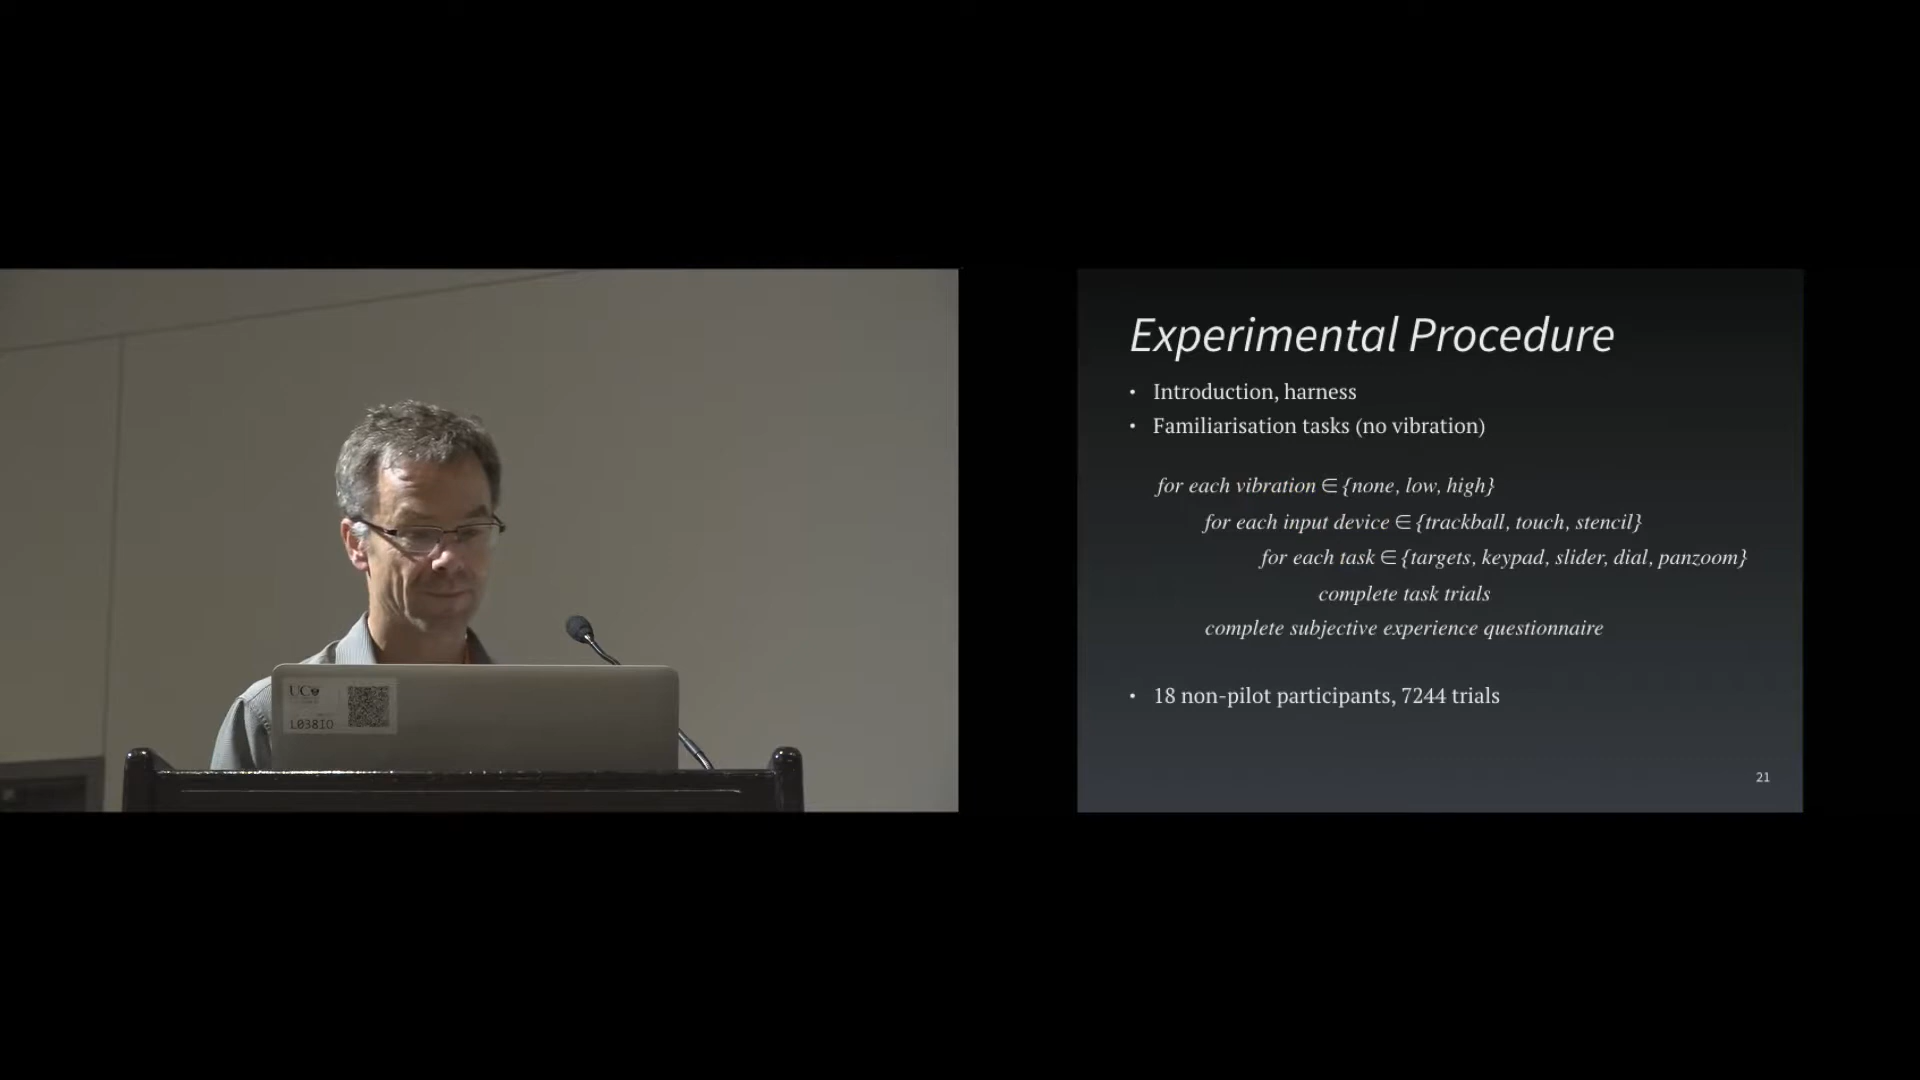 UC
L038IO
Experimental Procedure
• Introduction, harness
• Familiarisation tasks (no vibration)
for each vibration ∈ {none, low, high}
for each input device ∈ {trackball, touch, stencil}
for each task ∈ {targets, keypad, slider, dial, panzoom}
complete task trials
complete subjective experience questionnaire
• 18 non-pilot participants, 7244 trials
21